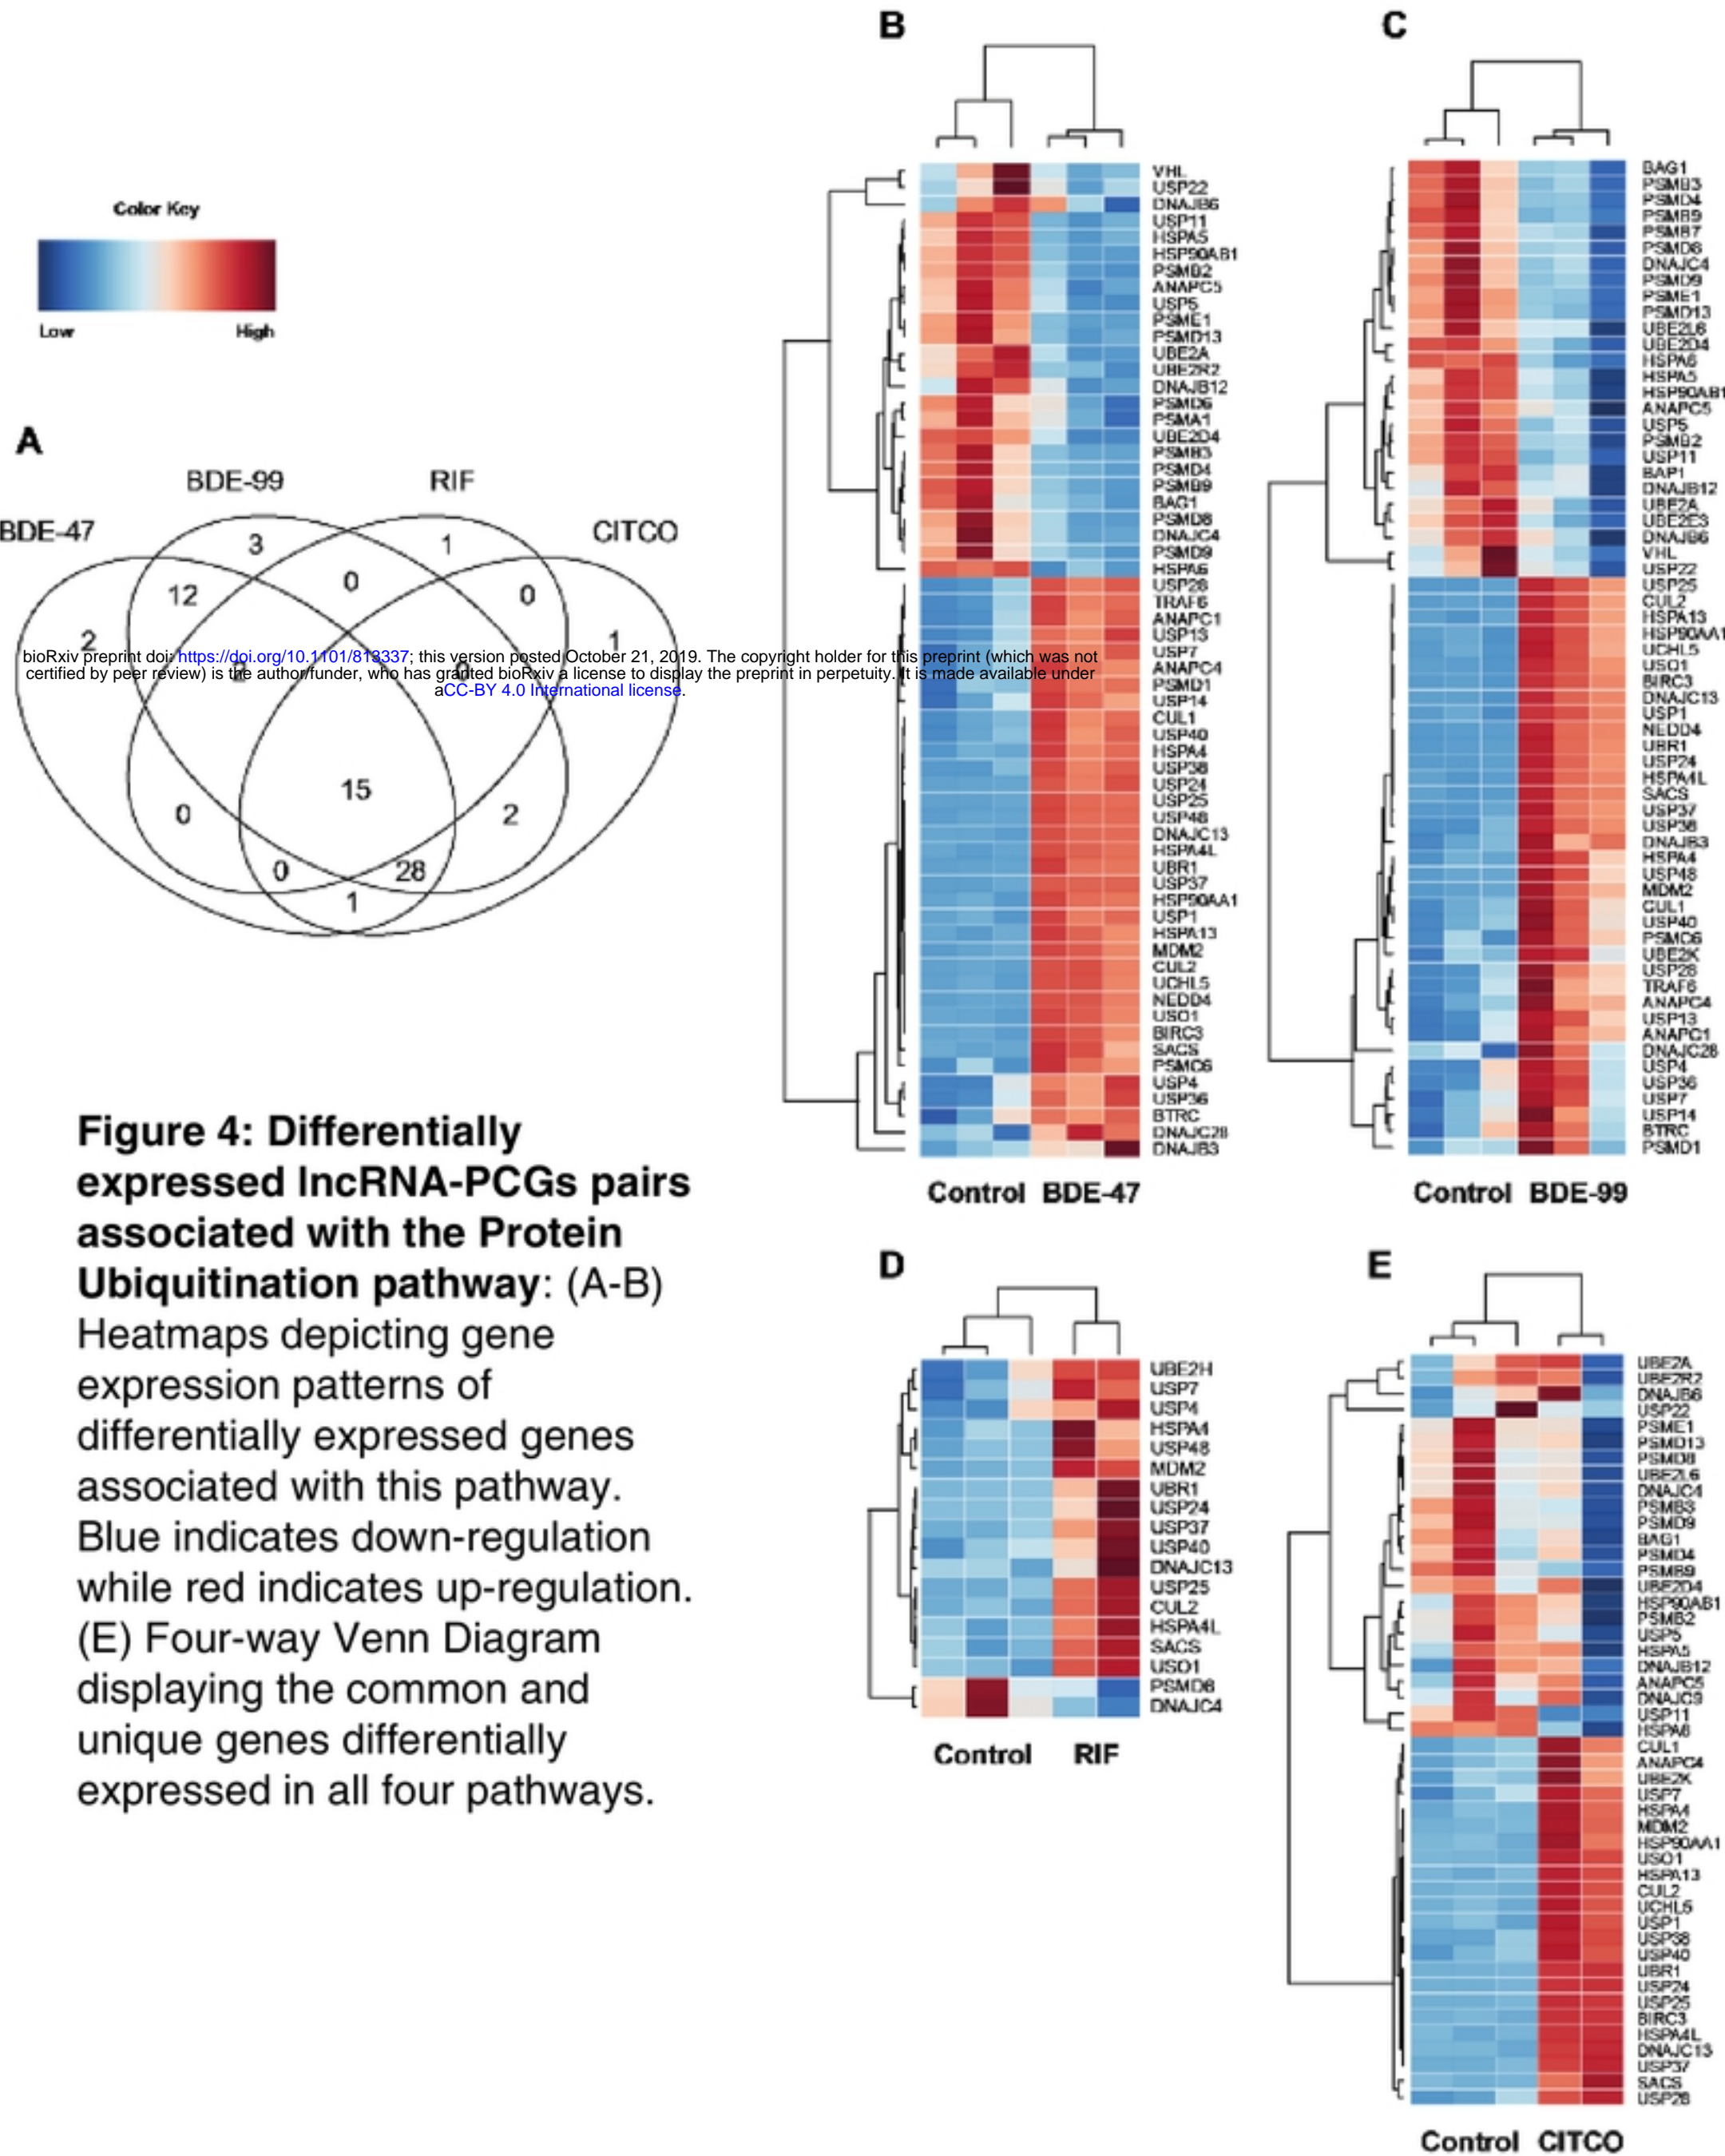 Color Key
Low High
A
BDE-99 RIF
BDE-47 CITCO
3 1
12 0 0
2 1
bioRxiv preprint doi: https://doi.org/10.1101/813337; this version posted October 21, 2019. The copyright holder for this preprint (which was not
certified by peer review) is the author/funder, who has granted bioRxiv a license to display the preprint in perpetuity. It is made available under
aCC-BY 4.0 International license.
15
0 2
0 28
1
Figure 4: Differentially
expressed lncRNA-PCGs pairs
associated with the Protein
Ubiquitination pathway: (A-B)
Heatmaps depicting gene
expression patterns of
differentially expressed genes
associated with this pathway.
Blue indicates down-regulation
while red indicates up-regulation.
(E) Four-way Venn Diagram
displaying the common and
unique genes differentially
expressed in all four pathways.
B
VHL
USP22
DNAJB6
USP11
HSPA5
HSP90AB1
PSMB2
ANAPC5
USP5
PSME1
PSMD13
UBE2A
UBE2R2
DNAJB12
PSMD6
PSMA1
UBE2D4
PSMB3
PSMD4
PSMB9
BAG1
PSMD8
DNAJC4
PSMD9
HSPA6
USP28
TRAF6
ANAPC1
USP13
USP7
ANAPC4
PSMD1
USP14
CUL1
USP40
HSPA4
USP38
USP24
USP25
USP48
DNAJC13
HSPA4L
UBR1
USP37
HSP90AA1
USP1
HSPA13
MDM2
CUL2
UCHL5
NEDD4
USO1
BIRC3
SACS
PSMC6
USP4
USP36
BTRC
DNAJC28
DNAJB3
Control BDE-47
C
BAG1
PSMB3
PSMD4
PSMB9
PSMB7
PSMD8
DNAJC4
PSMD9
PSME1
PSMD13
UBE2L6
UBE2D4
HSPA6
HSPA5
HSP90AB1
ANAPC5
USP5
PSMB2
USP11
BAP1
DNAJB12
UBE2A
UBE2E3
DNAJB6
VHL
USP22
USP25
CUL2
HSPA13
HSP90AA1
UCHL5
USO1
BIRC3
DNAJC13
USP1
NEDD4
UBR1
USP24
HSPA4L
SACS
USP37
USP38
DNAJB3
HSPA4
USP48
MDM2
CUL1
USP40
PSMC6
UBE2K
USP28
TRAF6
ANAPC4
USP13
ANAPC1
DNAJC28
USP4
USP36
USP7
USP14
BTRC
PSMD1
Control BDE-99
D
UBE2H
USP7
USP4
HSPA4
USP48
MDM2
UBR1
USP24
USP37
USP40
DNAJC13
USP25
CUL2
HSPA4L
SACS
USO1
PSMD8
DNAJC4
Control RIF
E
UBE2A
UBE2R2
DNAJB6
USP22
PSME1
PSMD13
PSMD8
UBE2L6
DNAJC4
PSMB3
PSMD9
BAG1
PSMD4
PSMB9
UBE2D4
HSP90AB1
PSMB2
USP5
HSPA5
DNAJB12
ANAPC5
DNAJC9
USP11
HSPA6
CUL1
ANAPC4
UBE2K
USP7
HSPA4
MDM2
HSP90AA1
USO1
HSPA13
CUL2
UCHL5
USP1
USP38
USP40
UBR1
USP24
USP25
BIRC3
HSPA4L
DNAJC13
USP37
SACS
USP28
Control CITCO